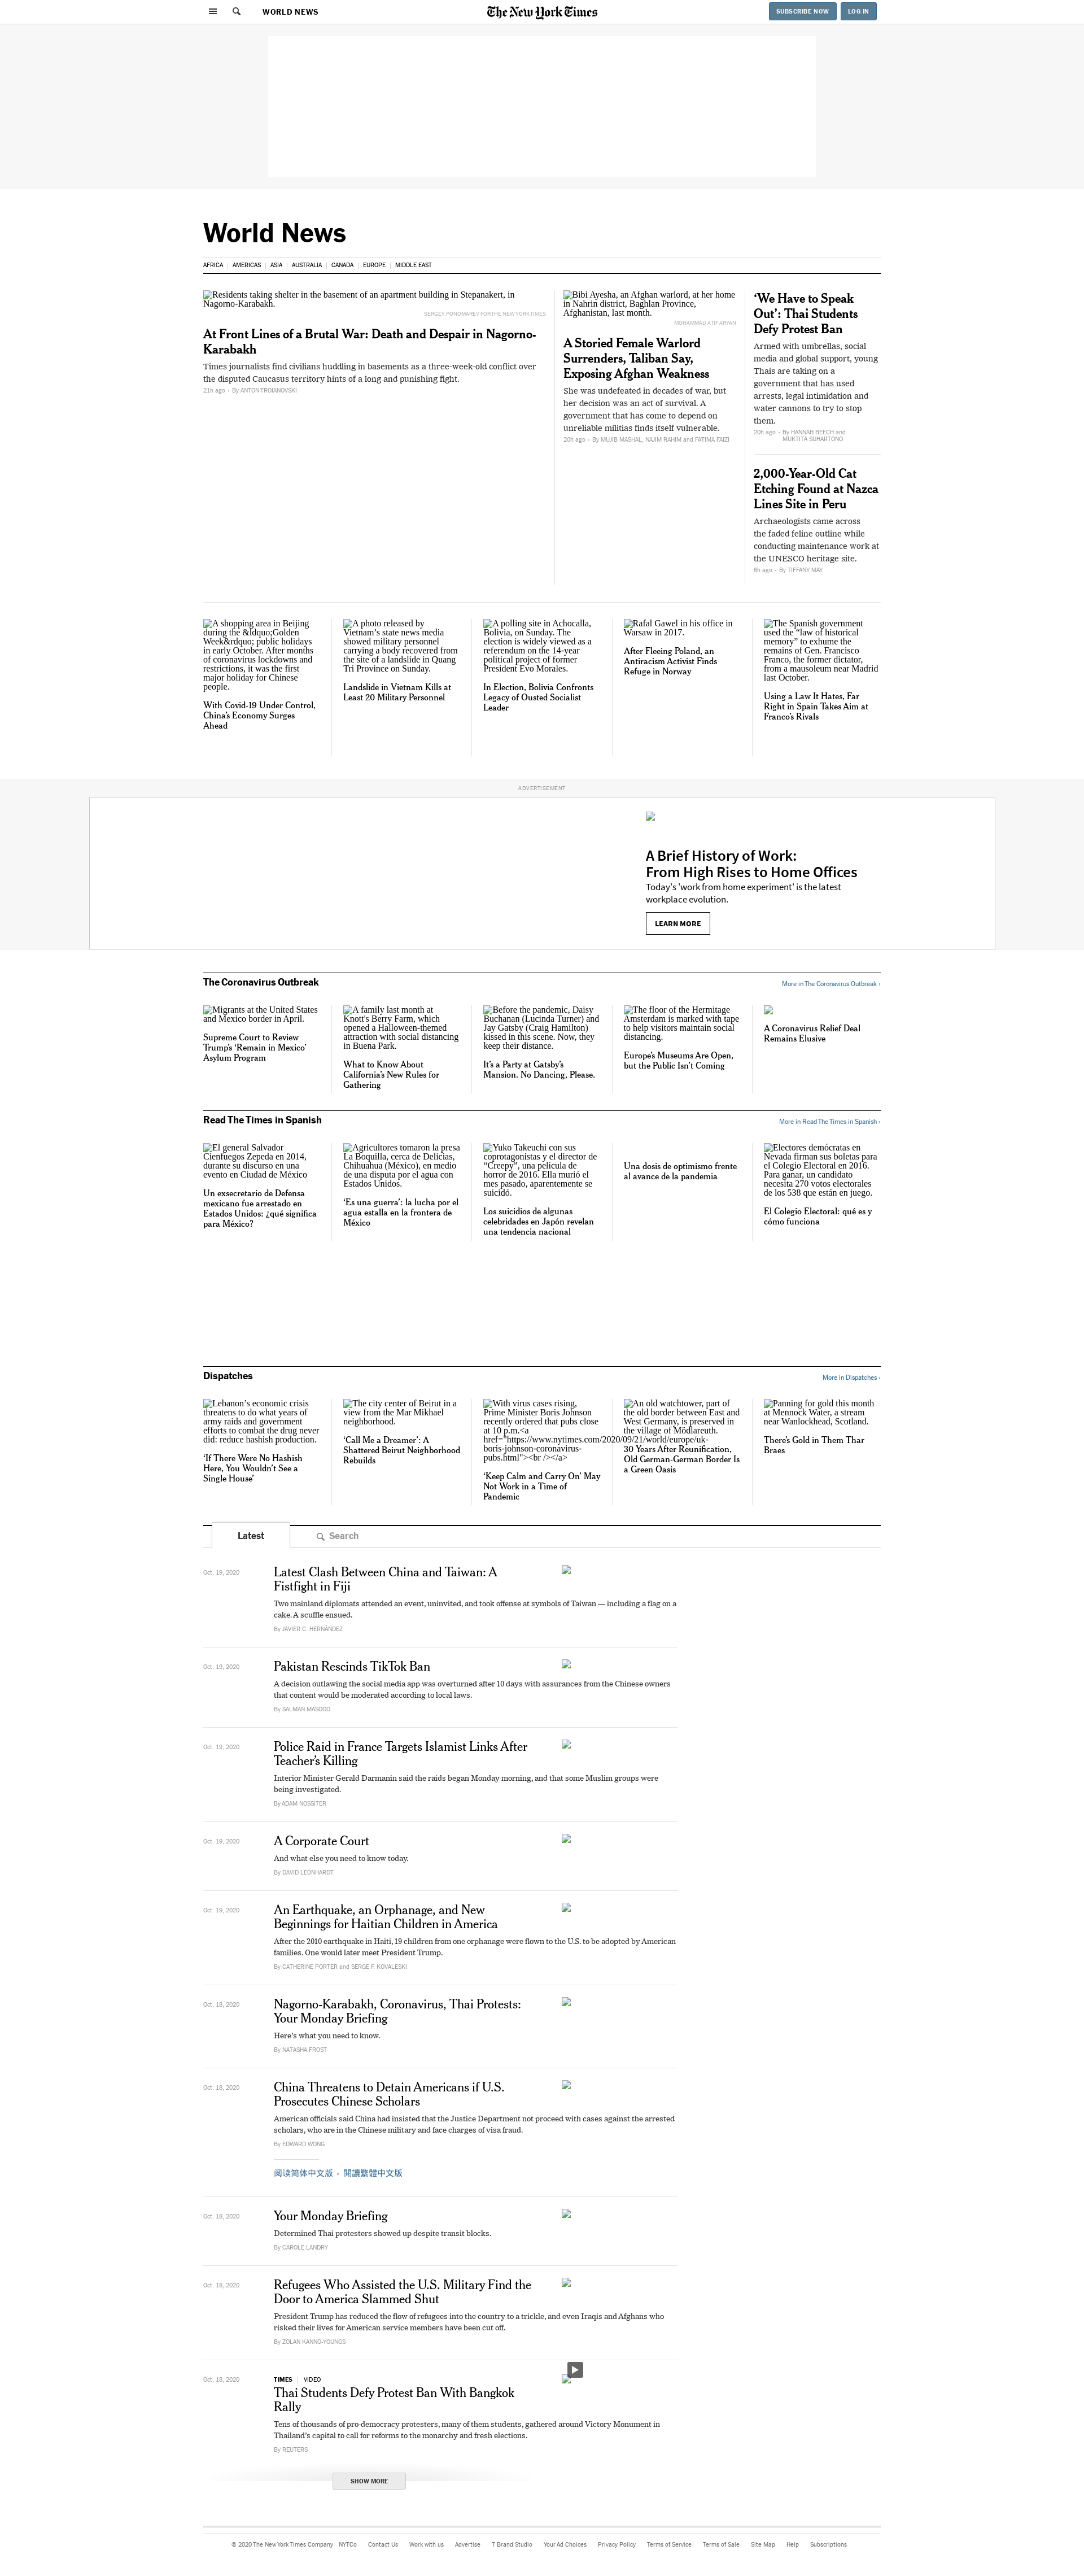 WORLD NEWS
The New York Times
SUBSCRIBE NOW
LOG IN
World News
AFRICA
AMERICAS
ASIA
AUSTRALIA
CANADA
EUROPE
MIDDLE EAST
Residents taking shelter in the basement of an apartment building in Stepanakert, in
Nagorno-Karabakh.
SERGEY PONOMAREV FOR THE NEW YORK TIMES
At Front Lines of a Brutal War: Death and Despair in Nagorno-
Karabakh
Times journalists find civilians huddling in basements as a three-week-old conflict over
the disputed Caucasus territory hints of a long and punishing fight.
21h ago · By ANTON TROIANOVSKI
Bibi Ayesha, an Afghan warlord, at her home
in Nahrin district, Baghlan Province,
Afghanistan, last month.
MOHAMMAD ATIF ARYAN
A Storied Female Warlord
Surrenders, Taliban Say,
Exposing Afghan Weakness
She was undefeated in decades of war, but
her decision was an act of survival. A
government that has come to depend on
unreliable militias finds itself vulnerable.
20h ago · By MUJIB MASHAL, NAJIM RAHIM and FATIMA FAIZI
‘We Have to Speak
Out’: Thai Students
Defy Protest Ban
Armed with umbrellas, social
media and global support, young
Thais are taking on a
government that has used
arrests, legal intimidation and
water cannons to try to stop
them.
20h ago · By HANNAH BEECH and
MUKTITA SUHARTONO
2,000-Year-Old Cat
Etching Found at Nazca
Lines Site in Peru
Archaeologists came across
the faded feline outline while
conducting maintenance work at
the UNESCO heritage site.
6h ago · By TIFFANY MAY
A shopping area in Beijing
during the &ldquo;Golden
Week&rdquo; public holidays
in early October. After months
of coronavirus lockdowns and
restrictions, it was the first
major holiday for Chinese
people.
With Covid-19 Under Control,
China’s Economy Surges
Ahead
A photo released by
Vietnam’s state news media
showed military personnel
carrying a body recovered from
the site of a landslide in Quang
Tri Province on Sunday.
Landslide in Vietnam Kills at
Least 20 Military Personnel
A polling site in Achocalla,
Bolivia, on Sunday. The
election is widely viewed as a
referendum on the 14-year
political project of former
President Evo Morales.
In Election, Bolivia Confronts
Legacy of Ousted Socialist
Leader
Rafal Gawel in his office in
Warsaw in 2017.
After Fleeing Poland, an
Antiracism Activist Finds
Refuge in Norway
The Spanish government
used the “law of historical
memory” to exhume the
remains of Gen. Francisco
Franco, the former dictator,
from a mausoleum near Madrid
last October.
Using a Law It Hates, Far
Right in Spain Takes Aim at
Franco’s Rivals
ADVERTISEMENT
A Brief History of Work:
From High Rises to Home Offices
Today's 'work from home experiment' is the latest
workplace evolution.
LEARN MORE
The Coronavirus Outbreak
More in The Coronavirus Outbreak ›
Migrants at the United States
and Mexico border in April.
Supreme Court to Review
Trump’s ‘Remain in Mexico’
Asylum Program
A family last month at
Knott's Berry Farm, which
opened a Halloween-themed
attraction with social distancing
in Buena Park.
What to Know About
California’s New Rules for
Gathering
Before the pandemic, Daisy
Buchanan (Lucinda Turner) and
Jay Gatsby (Craig Hamilton)
kissed in this scene. Now, they
keep their distance.
It’s a Party at Gatsby’s
Mansion. No Dancing, Please.
The floor of the Hermitage
Amsterdam is marked with tape
to help visitors maintain social
distancing.
Europe’s Museums Are Open,
but the Public Isn’t Coming
A Coronavirus Relief Deal
Remains Elusive
Read The Times in Spanish
More in Read The Times in Spanish ›
El general Salvador
Cienfuegos Zepeda en 2014,
durante su discurso en una
evento en Ciudad de México
Un exsecretario de Defensa
mexicano fue arrestado en
Estados Unidos: ¿qué significa
para México?
Agricultores tomaron la presa
La Boquilla, cerca de Delicias,
Chihuahua (México), en medio
de una disputa por el agua con
Estados Unidos.
‘Es una guerra’: la lucha por el
agua estalla en la frontera de
México
Yuko Takeuchi con sus
coprotagonistas y el director de
“Creepy”, una película de
horror de 2016. Ella murió el
mes pasado, aparentemente se
suicidó.
Los suicidios de algunas
celebridades en Japón revelan
una tendencia nacional
Una dosis de optimismo frente
al avance de la pandemia
Electores demócratas en
Nevada firman sus boletas para
el Colegio Electoral en 2016.
Para ganar, un candidato
necesita 270 votos electorales
de los 538 que están en juego.
El Colegio Electoral: qué es y
cómo funciona
Dispatches
More in Dispatches ›
Lebanon’s economic crisis
threatens to do what years of
army raids and government
efforts to combat the drug never
did: reduce hashish production.
‘If There Were No Hashish
Here, You Wouldn’t See a
Single House’
The city center of Beirut in a
view from the Mar Mikhael
neighborhood.
‘Call Me a Dreamer’: A
Shattered Beirut Neighborhood
Rebuilds
With virus cases rising,
Prime Minister Boris Johnson
recently ordered that pubs close
at 10 p.m.<a
href="https://www.nytimes.com/2020/09/21/world/europe/uk-
boris-johnson-coronavirus-
pubs.html"><br /></a>
‘Keep Calm and Carry On’ May
Not Work in a Time of
Pandemic
An old watchtower, part of
the old border between East and
West Germany, is preserved in
the village of Mödlareuth.
30 Years After Reunification,
Old German-German Border Is
a Green Oasis
Panning for gold this month
at Mennock Water, a stream
near Wanlockhead, Scotland.
There’s Gold in Them Thar
Braes
Latest
Search
Oct. 19, 2020
Latest Clash Between China and Taiwan: A
Fistfight in Fiji
Two mainland diplomats attended an event, uninvited, and took offense at symbols of Taiwan — including a flag on a
cake. A scuffle ensued.
By JAVIER C. HERNÁNDEZ
Oct. 19, 2020
Pakistan Rescinds TikTok Ban
A decision outlawing the social media app was overturned after 10 days with assurances from the Chinese owners
that content would be moderated according to local laws.
By SALMAN MASOOD
Oct. 19, 2020
Police Raid in France Targets Islamist Links After
Teacher’s Killing
Interior Minister Gerald Darmanin said the raids began Monday morning, and that some Muslim groups were
being investigated.
By ADAM NOSSITER
Oct. 19, 2020
A Corporate Court
And what else you need to know today.
By DAVID LEONHARDT
Oct. 19, 2020
An Earthquake, an Orphanage, and New
Beginnings for Haitian Children in America
After the 2010 earthquake in Haiti, 19 children from one orphanage were flown to the U.S. to be adopted by American
families. One would later meet President Trump.
By CATHERINE PORTER and SERGE F. KOVALESKI
Oct. 18, 2020
Nagorno-Karabakh, Coronavirus, Thai Protests:
Your Monday Briefing
Here’s what you need to know.
By NATASHA FROST
Oct. 18, 2020
China Threatens to Detain Americans if U.S.
Prosecutes Chinese Scholars
American officials said China had insisted that the Justice Department not proceed with cases against the arrested
scholars, who are in the Chinese military and face charges of visa fraud.
By EDWARD WONG
阅读简体中文版 · 閱讀繁體中文版
Oct. 18, 2020
Your Monday Briefing
Determined Thai protesters showed up despite transit blocks.
By CAROLE LANDRY
Oct. 18, 2020
Refugees Who Assisted the U.S. Military Find the
Door to America Slammed Shut
President Trump has reduced the flow of refugees into the country to a trickle, and even Iraqis and Afghans who
risked their lives for American service members have been cut off.
By ZOLAN KANNO-YOUNGS
Oct. 18, 2020
TIMES | VIDEO
Thai Students Defy Protest Ban With Bangkok
Rally
Tens of thousands of pro-democracy protesters, many of them students, gathered around Victory Monument in
Thailand’s capital to call for reforms to the monarchy and fresh elections.
By REUTERS
SHOW MORE
© 2020 The New York Times Company
NYTCo
Contact Us
Work with us
Advertise
T Brand Studio
Your Ad Choices
Privacy Policy
Terms of Service
Terms of Sale
Site Map
Help
Subscriptions